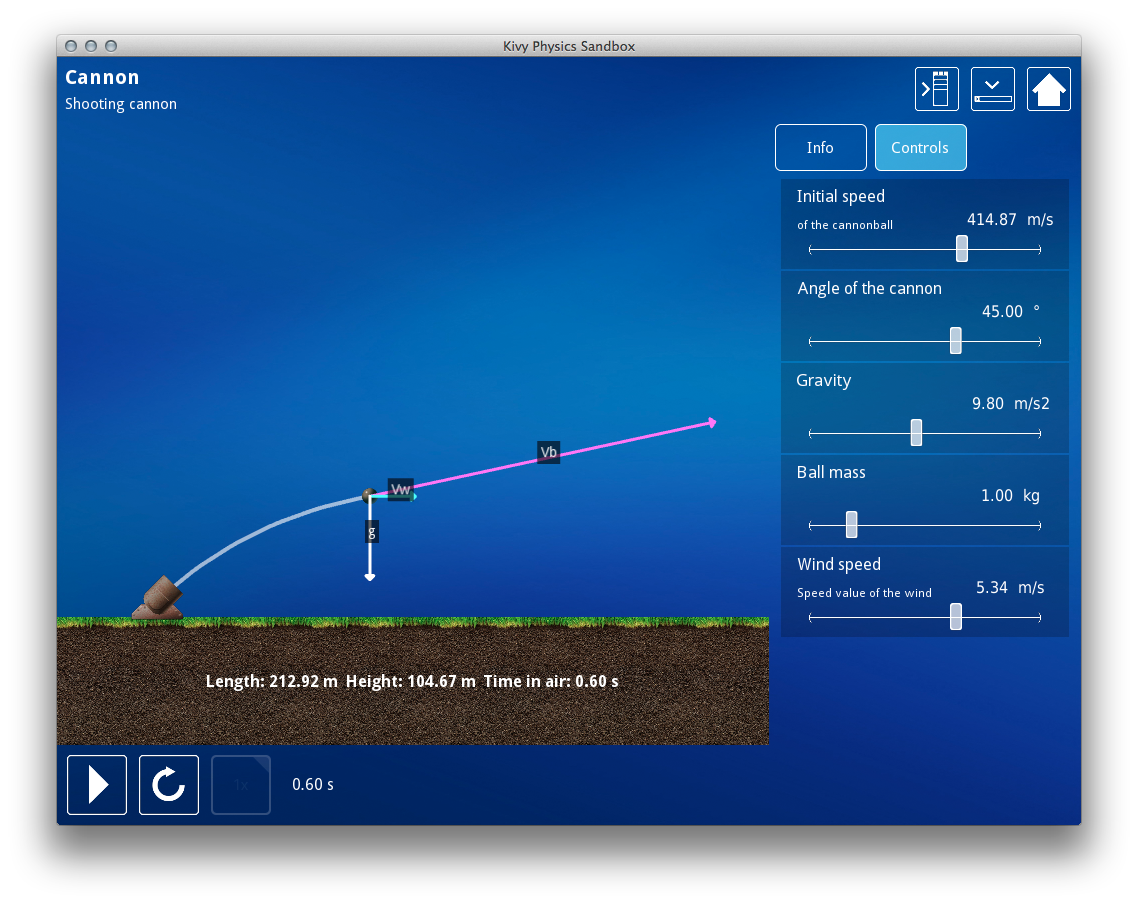 Kivy Physics Sandbox
Cannon
Shooting cannon
Info
Controls
Initial speed
of the cannonball
414.87 m/s
Angle of the cannon
45.00 °
Gravity
9.80 m/s2
Ball mass
1.00 kg
Wind speed
Speed value of the wind
5.34 m/s
Vb
Vw
g
Length: 212.92 m Height: 104.67 m Time in air: 0.60 s
1x
0.60 s